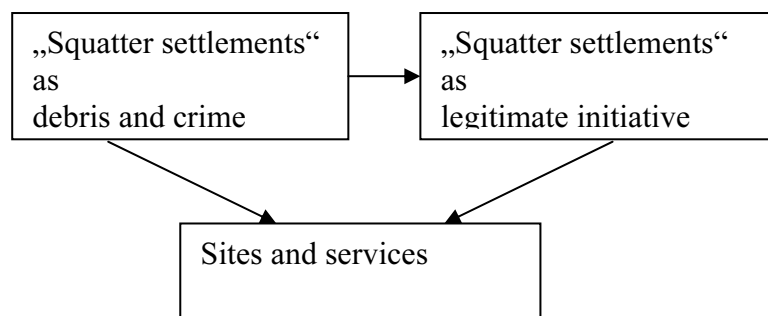 „Squatter settlements“
as
debris and crime
„Squatter settlements“
as
legitimate initiative
Sites and services